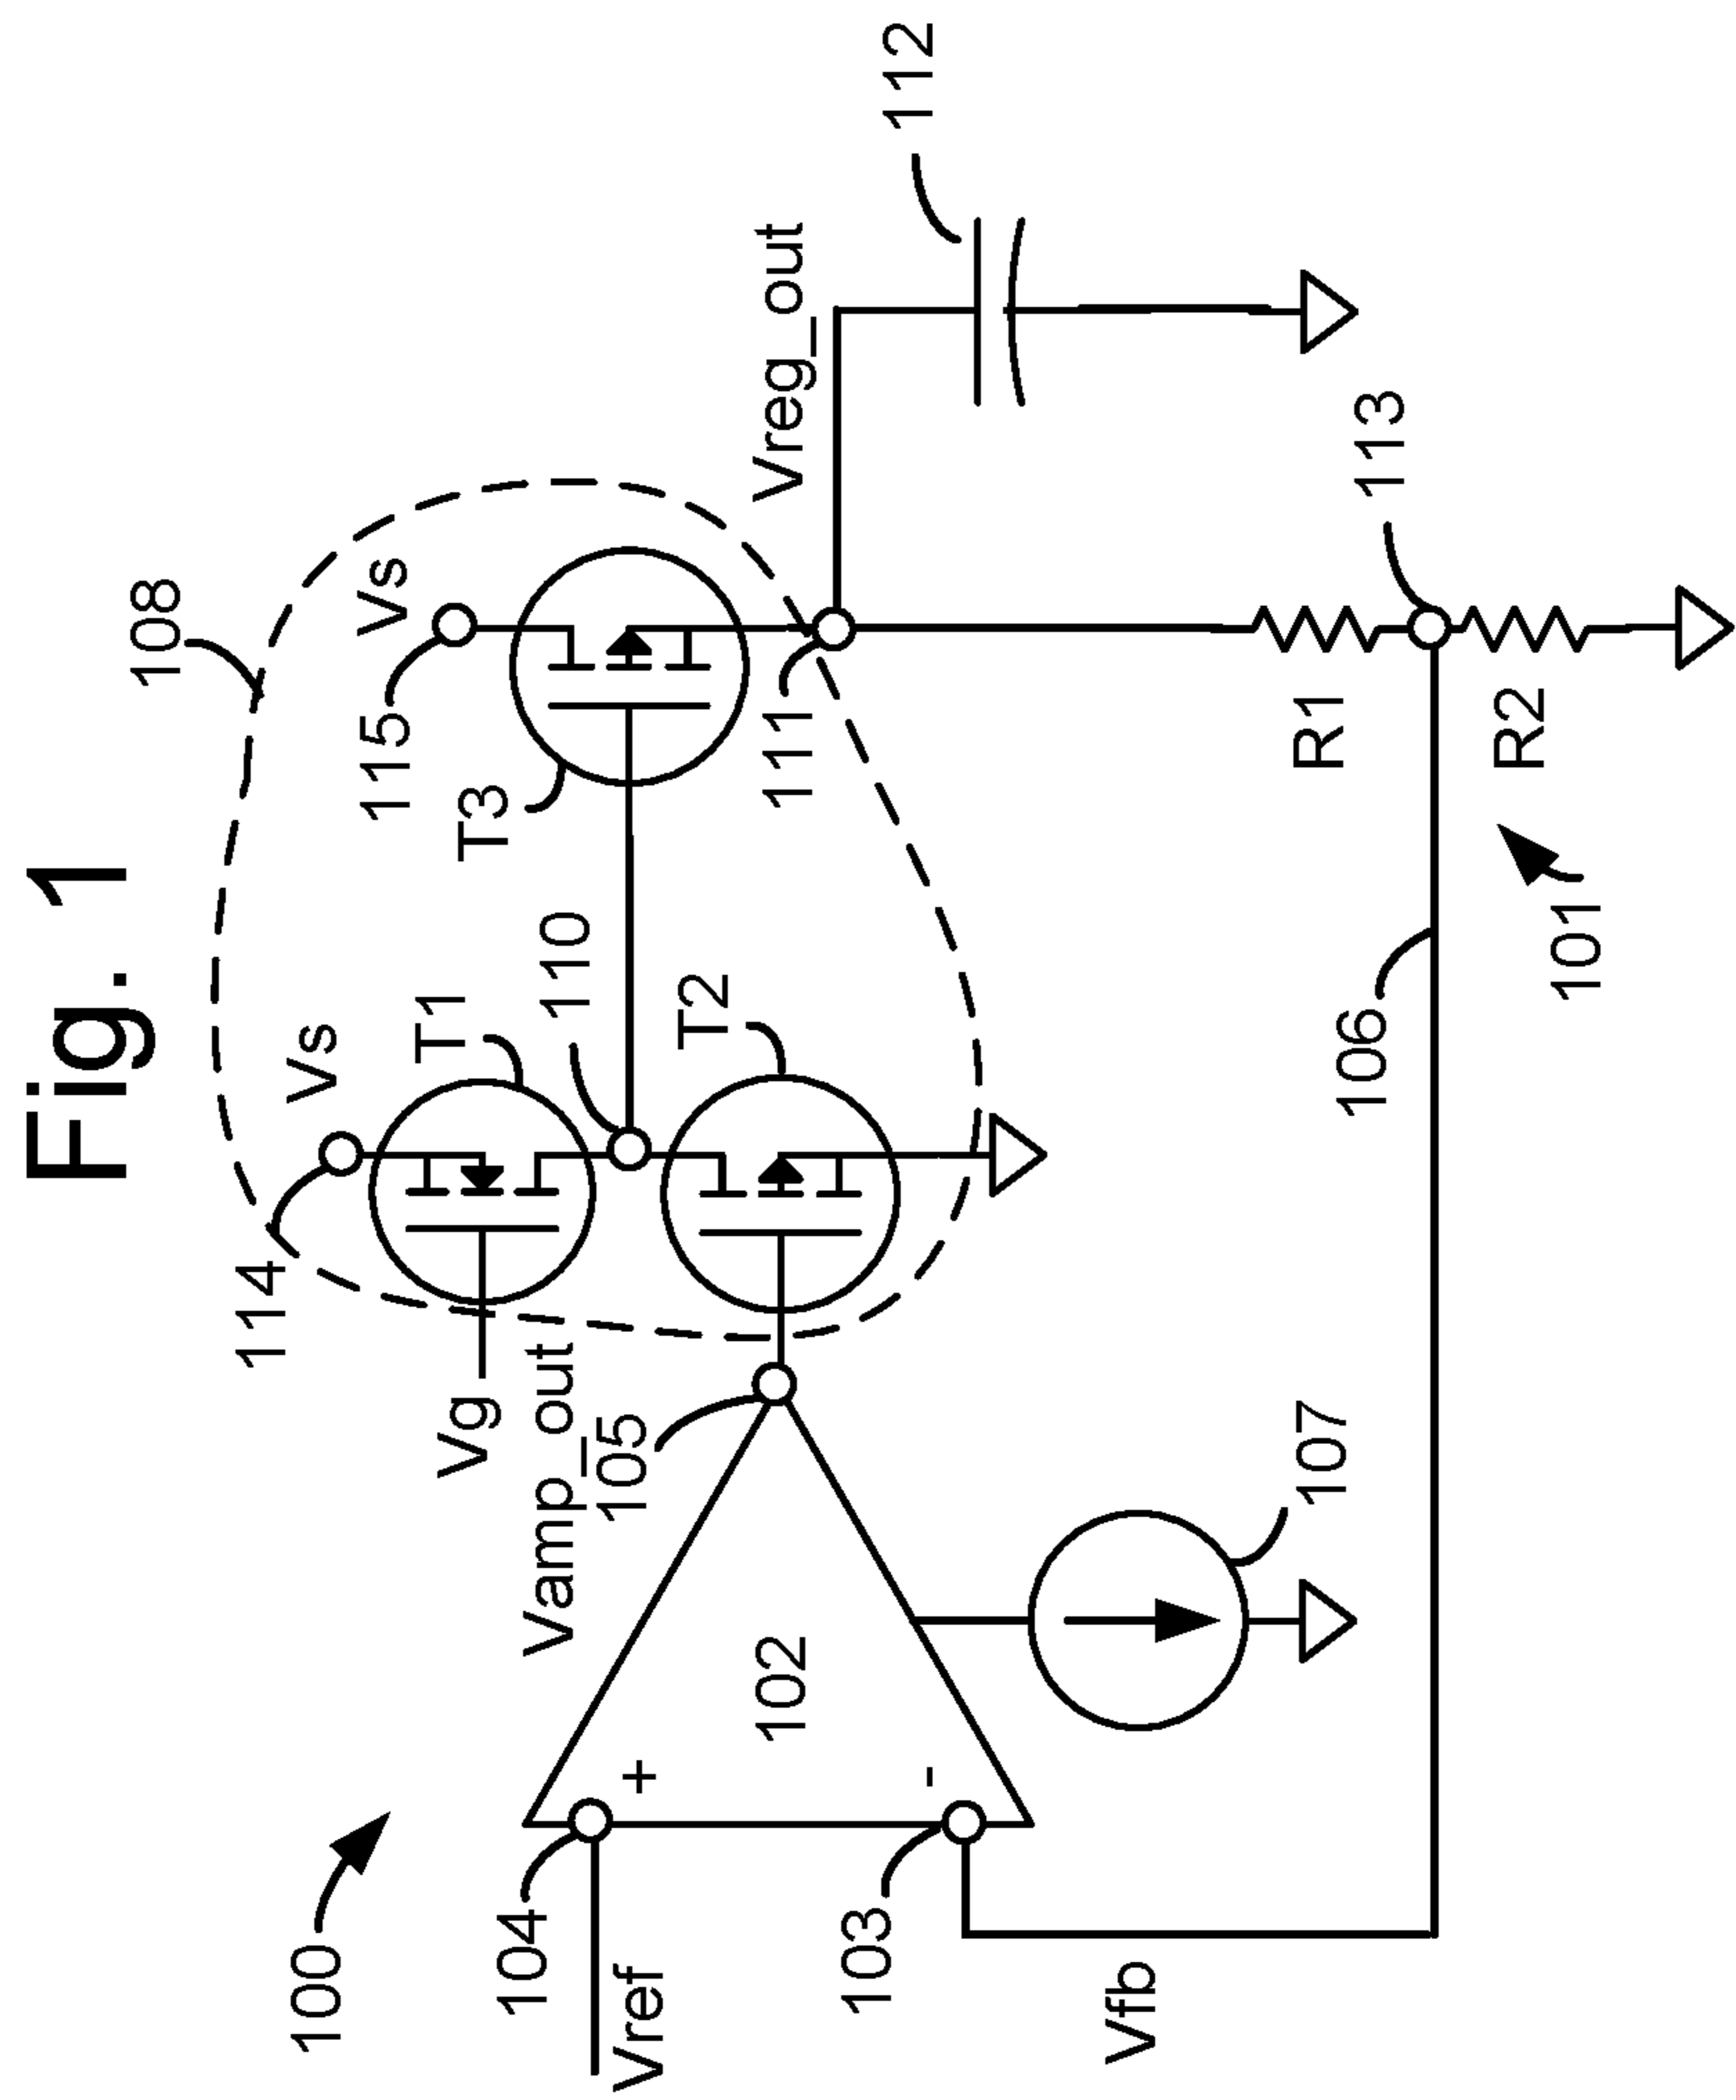 Fig. 1
100
108
114
Vs
T1
Vg
110
115
Vs
T3
T2
Vreg_out
111
112
Vamp_out
105
104
Vref
+
102
-
103
107
Vfb
106
R1
113
R2
101